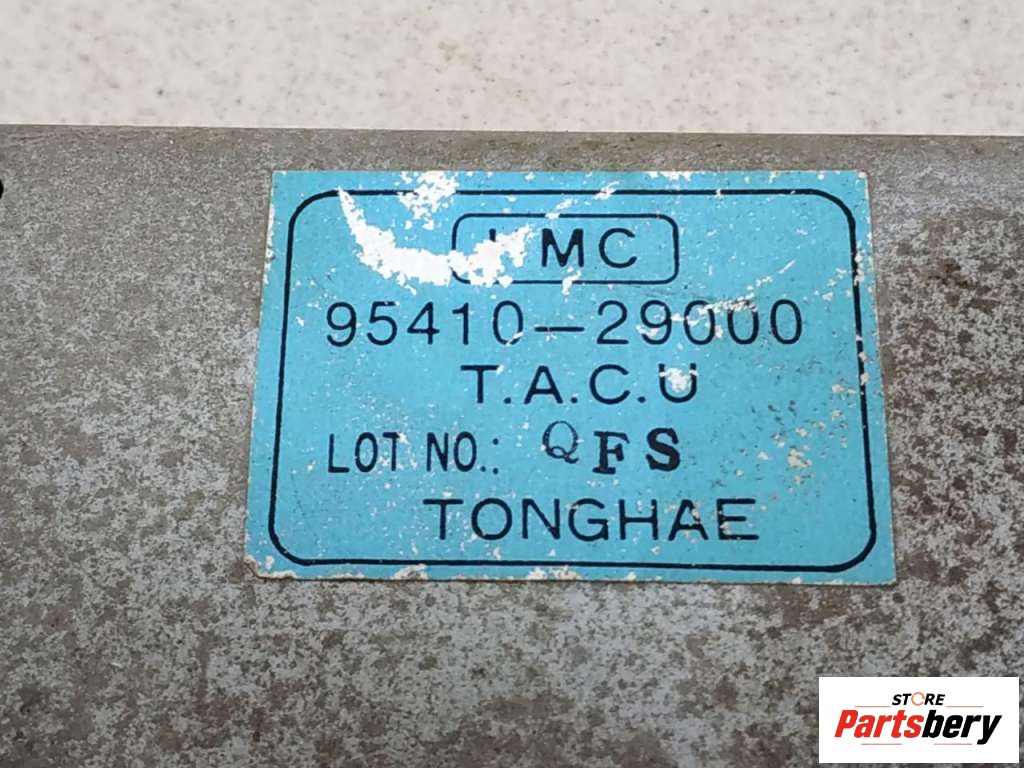 MC
95410-29000
T.A.C.U
LOT NO.: QFS
TONGHAE
STORE
Partsbery